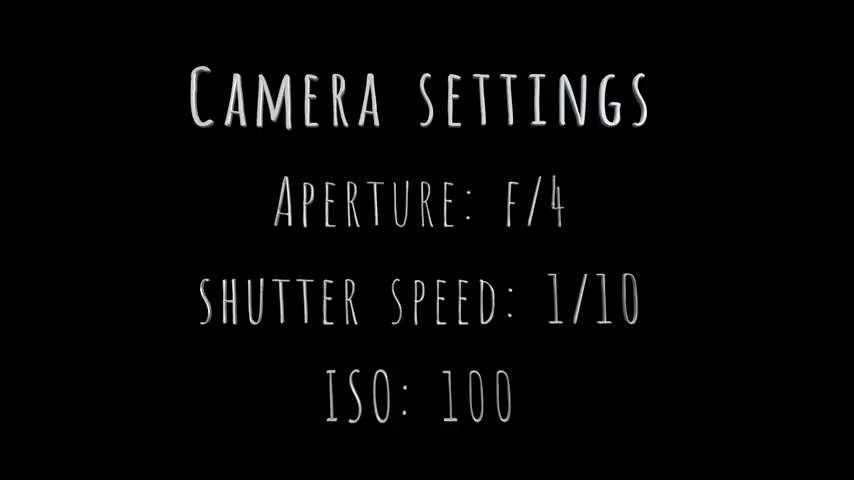 CAMERA SETTINGS
APERTURE: F/4
SHUTTER SPEED: 1/10
ISO: 100